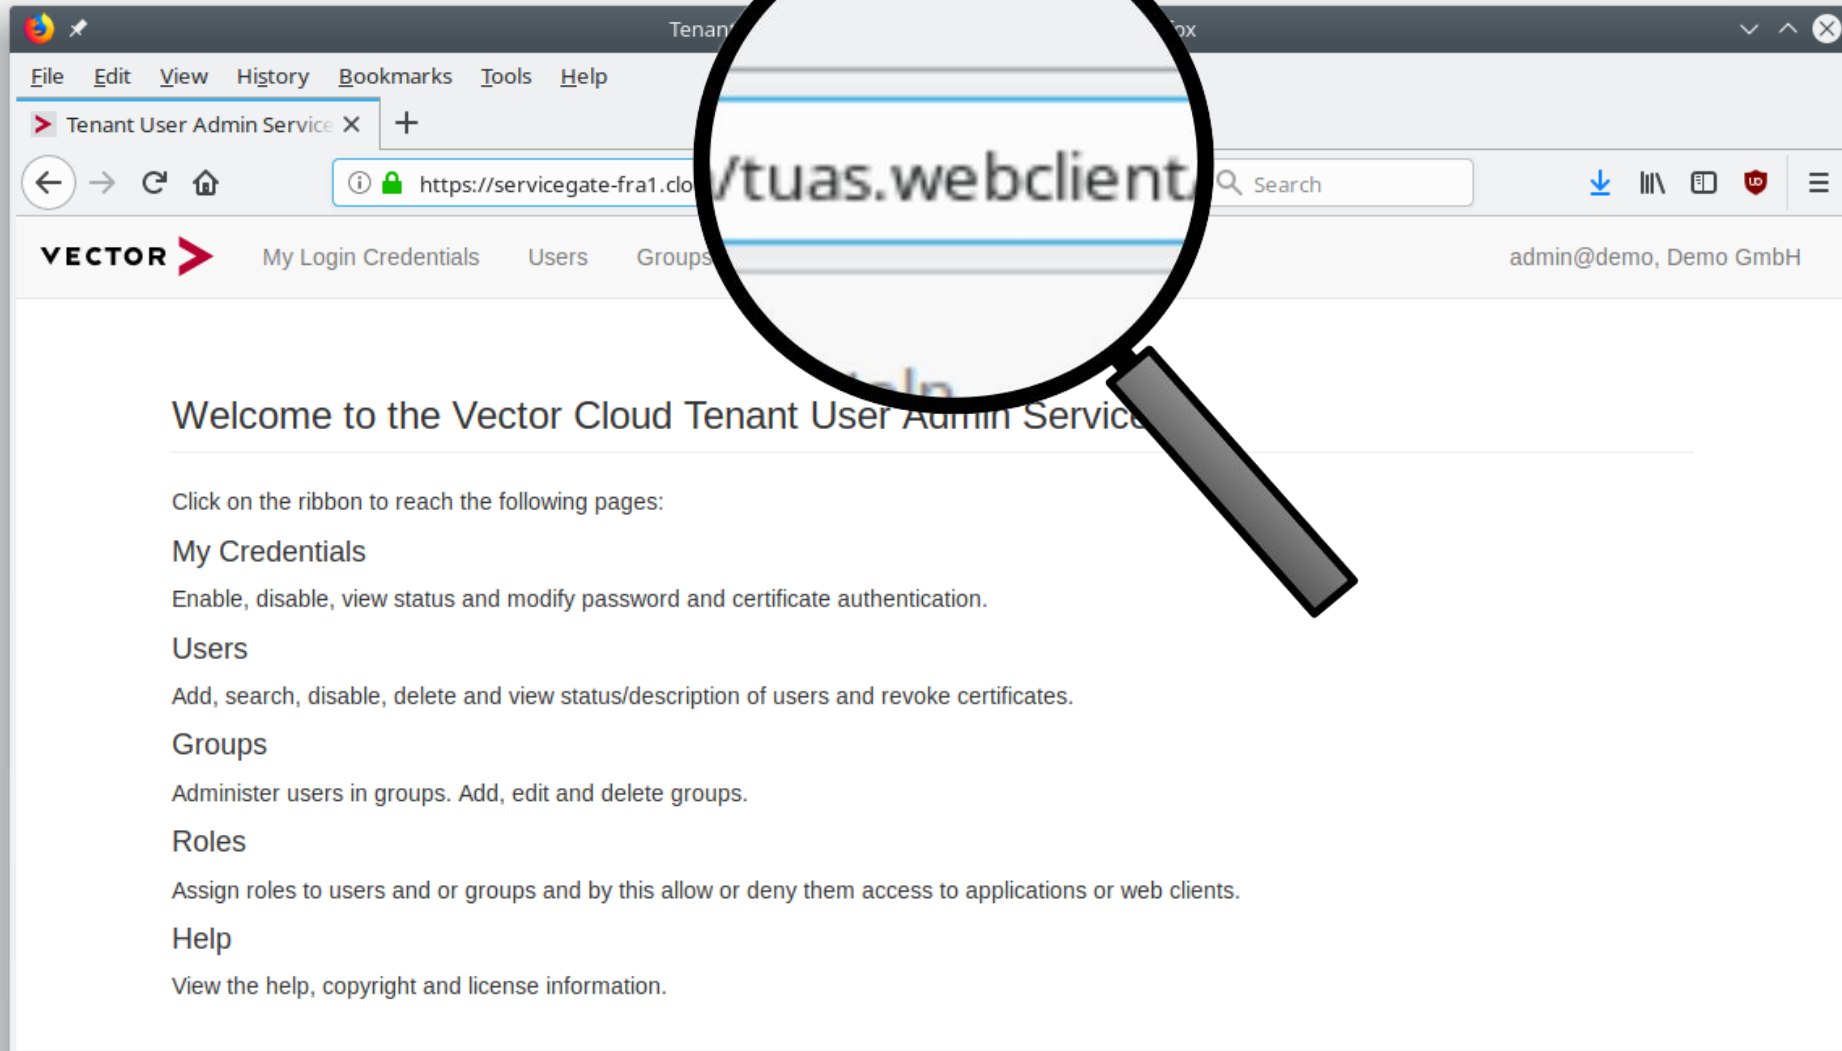 Tenant
ox
File Edit View History Bookmarks Tools Help
Tenant User Admin Service
https://servicegate-fra1.clo
/tuas.webclient/
Search
VECTOR My Login Credentials Users Groups
admin@demo, Demo GmbH
Welcome to the Vector Cloud Tenant User Admin Service
Click on the ribbon to reach the following pages:
My Credentials
Enable, disable, view status and modify password and certificate authentication.
Users
Add, search, disable, delete and view status/description of users and revoke certificates.
Groups
Administer users in groups. Add, edit and delete groups.
Roles
Assign roles to users and or groups and by this allow or deny them access to applications or web clients.
Help
View the help, copyright and license information.